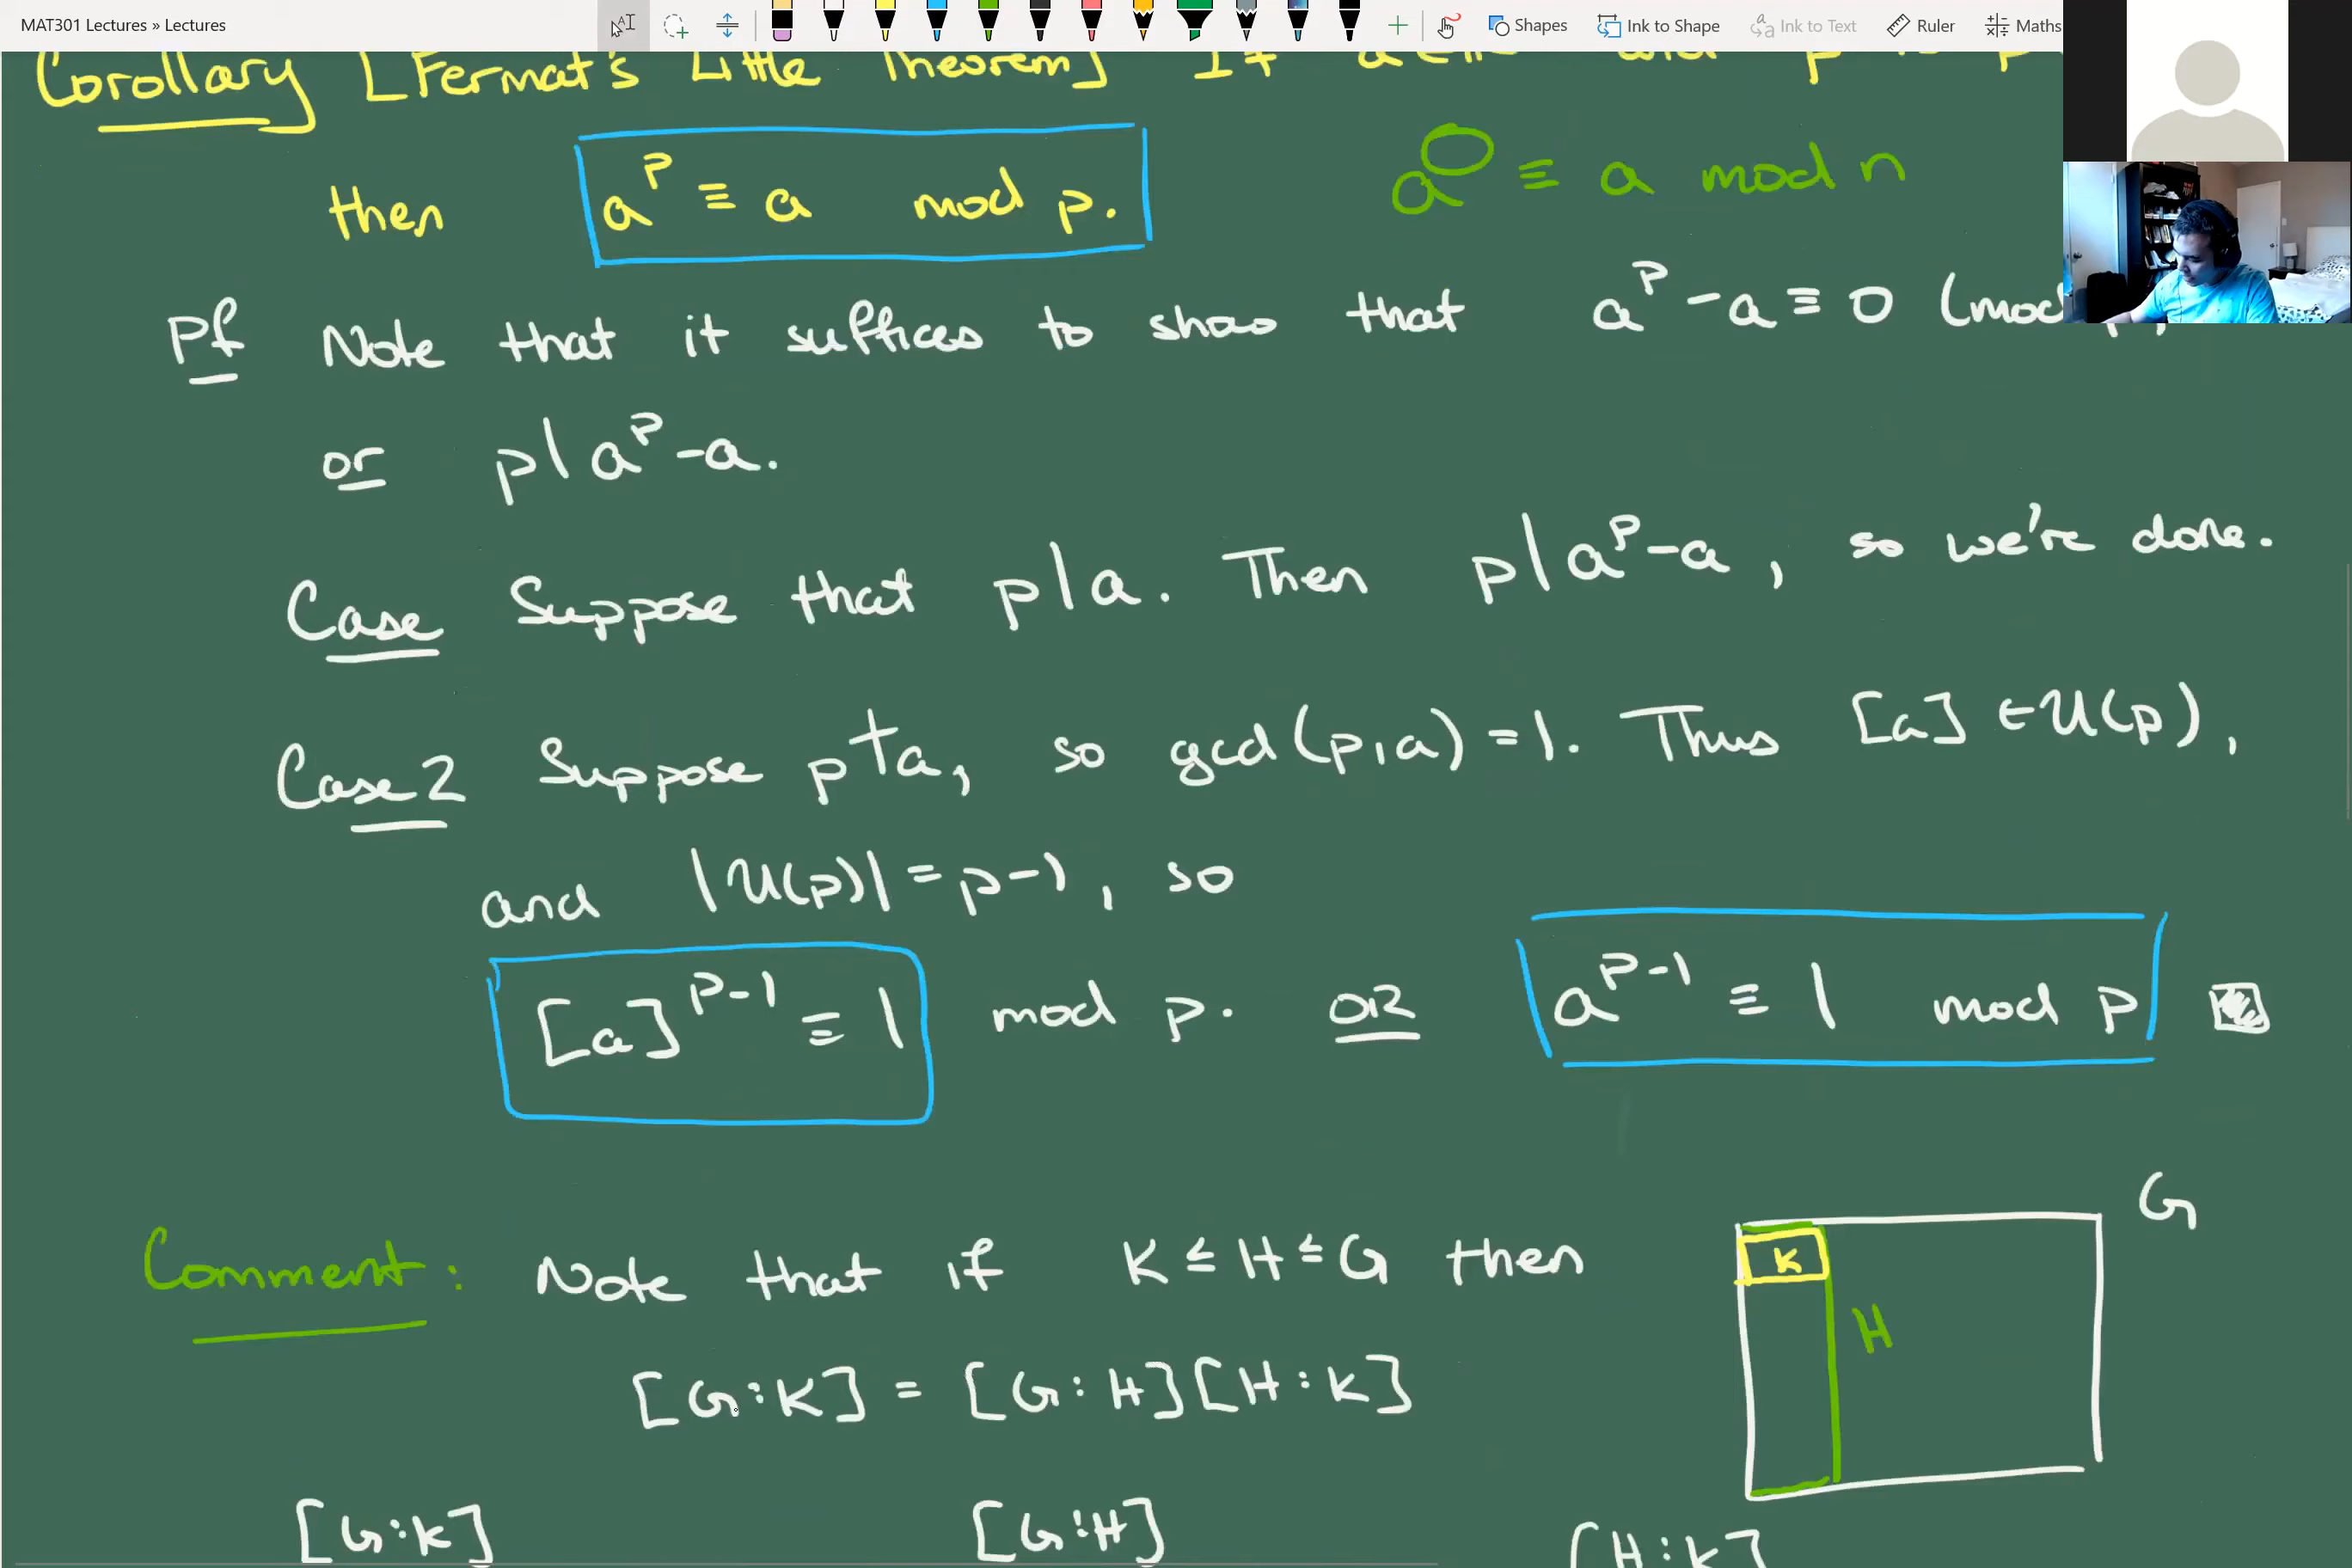 MAT301 Lectures » Lectures
Shapes Ink to Shape Ink to Text Ruler Maths
Corollary [Fermat's Little Theorem] If and
then a^p ≡ a mod p. a ≡ a mod n
Pf Note that it suffices to show that a^p - a ≡ 0 (mod
or p | a^p - a.
Case Suppose that p | a. Then p | a^p - a, so we're done.
Case 2 Suppose p ∤ a, so gcd(p, a) = 1. Thus [a] ∈ U(p),
and |U(p)| = p-1, so
[a]^{p-1} ≡ 1 mod p. OR a^{p-1} ≡ 1 mod p
G
Comment: Note that if K ≤ H ≤ G then
K
H
[G:K] = [G:H][H:K]
[G:K] [G:H] [H:K]